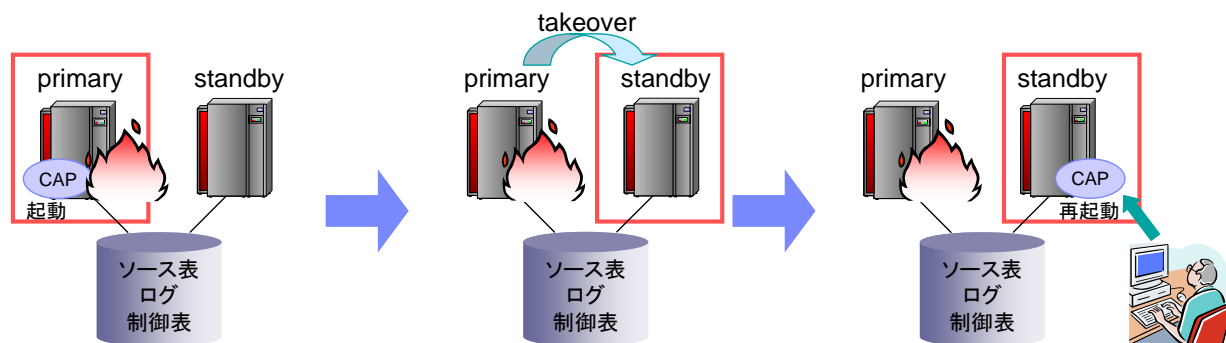 takeover
primary
standby
CAP
起動
ソース表
ログ
制御表
primary
standby
ソース表
ログ
制御表
primary
standby
CAP
再起動
ソース表
ログ
制御表